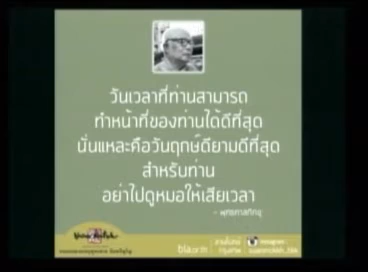 วันเวลาที่ท่านสามารถ
ทำหน้าที่ของท่านได้ดีที่สุด
นั่นแหละคือวันฤกษ์ดียามดีที่สุด
สำหรับท่าน
อย่าไปดูหมอให้เสียเวลา
- พุทธทาสภิกขุ